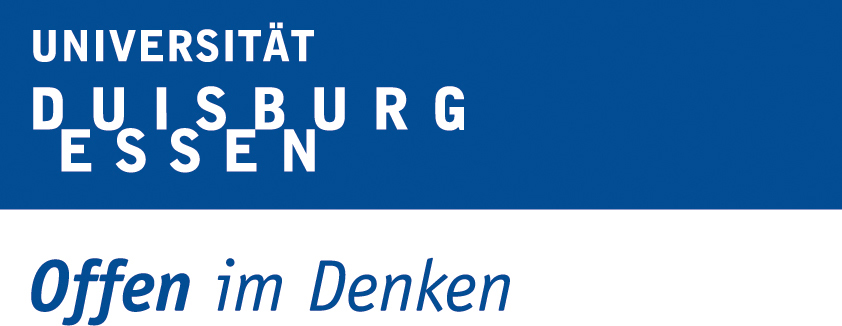 UNIVERSITÄT
DUISBURG
ESSEN
Offen im Denken